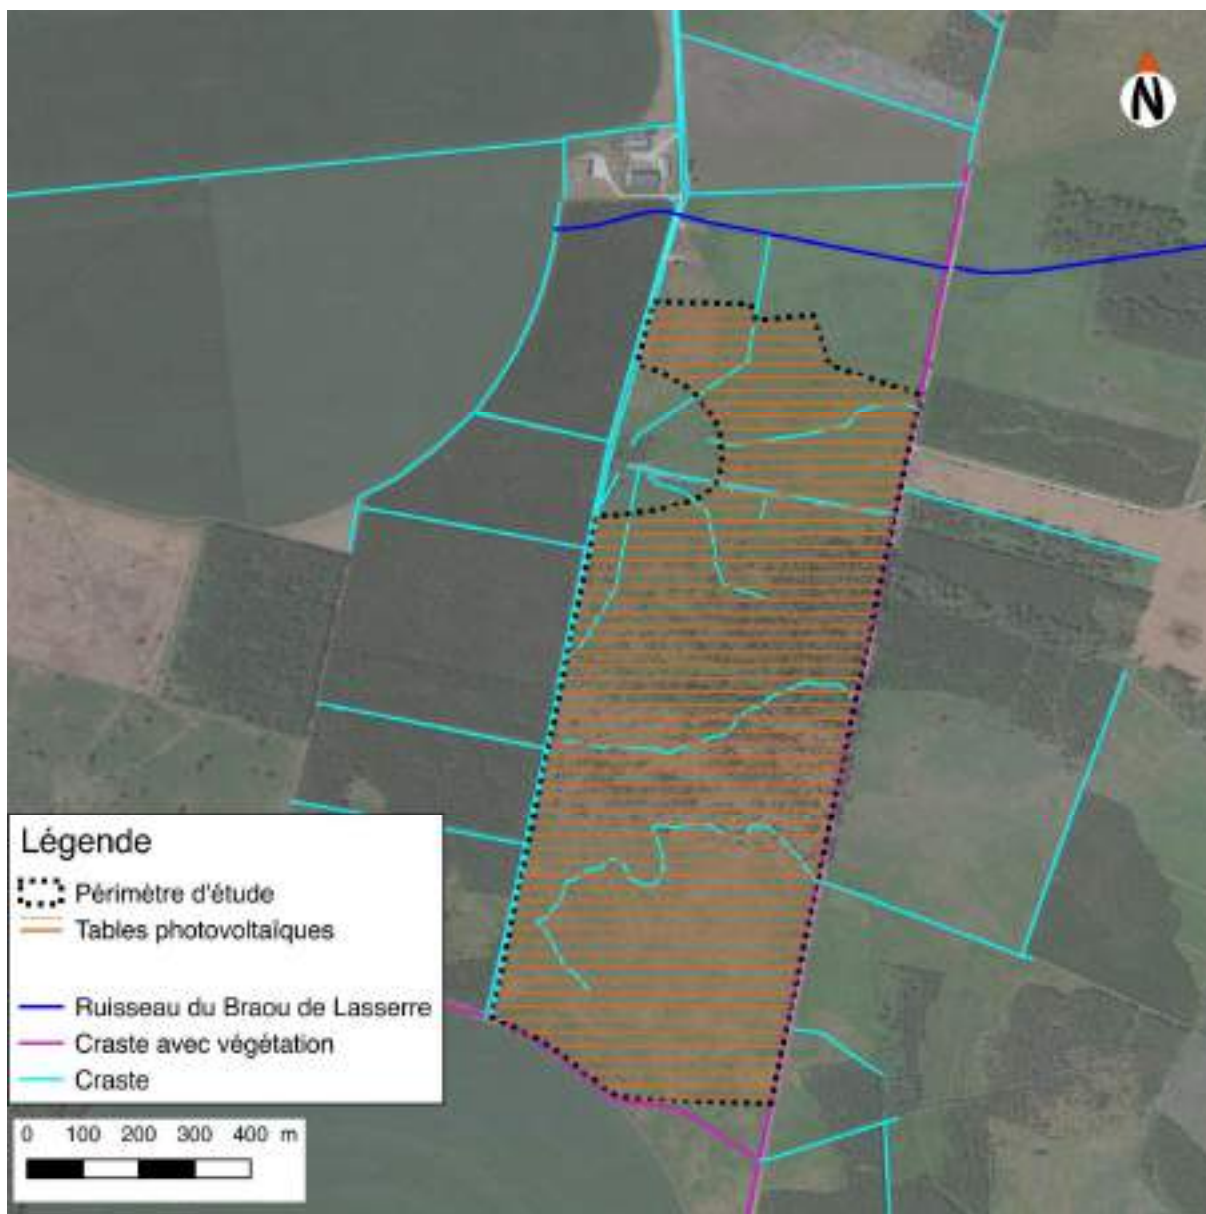 N
Légende
Périmètre d'étude
Tables photovoltaïques
Ruisseau du Braou de Lasserre
Craste avec végétation
Craste
0 100 200 300 400 m